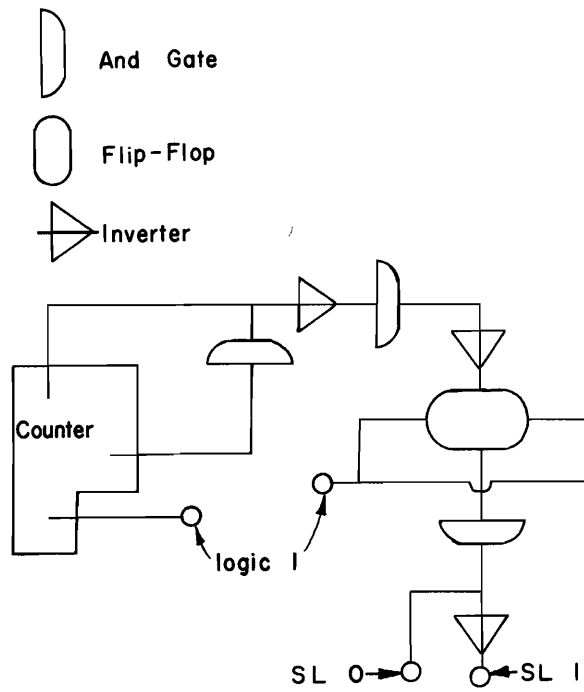 And Gate
Flip-Flop
Inverter
Counter
logic 1
SL 0
SL 1